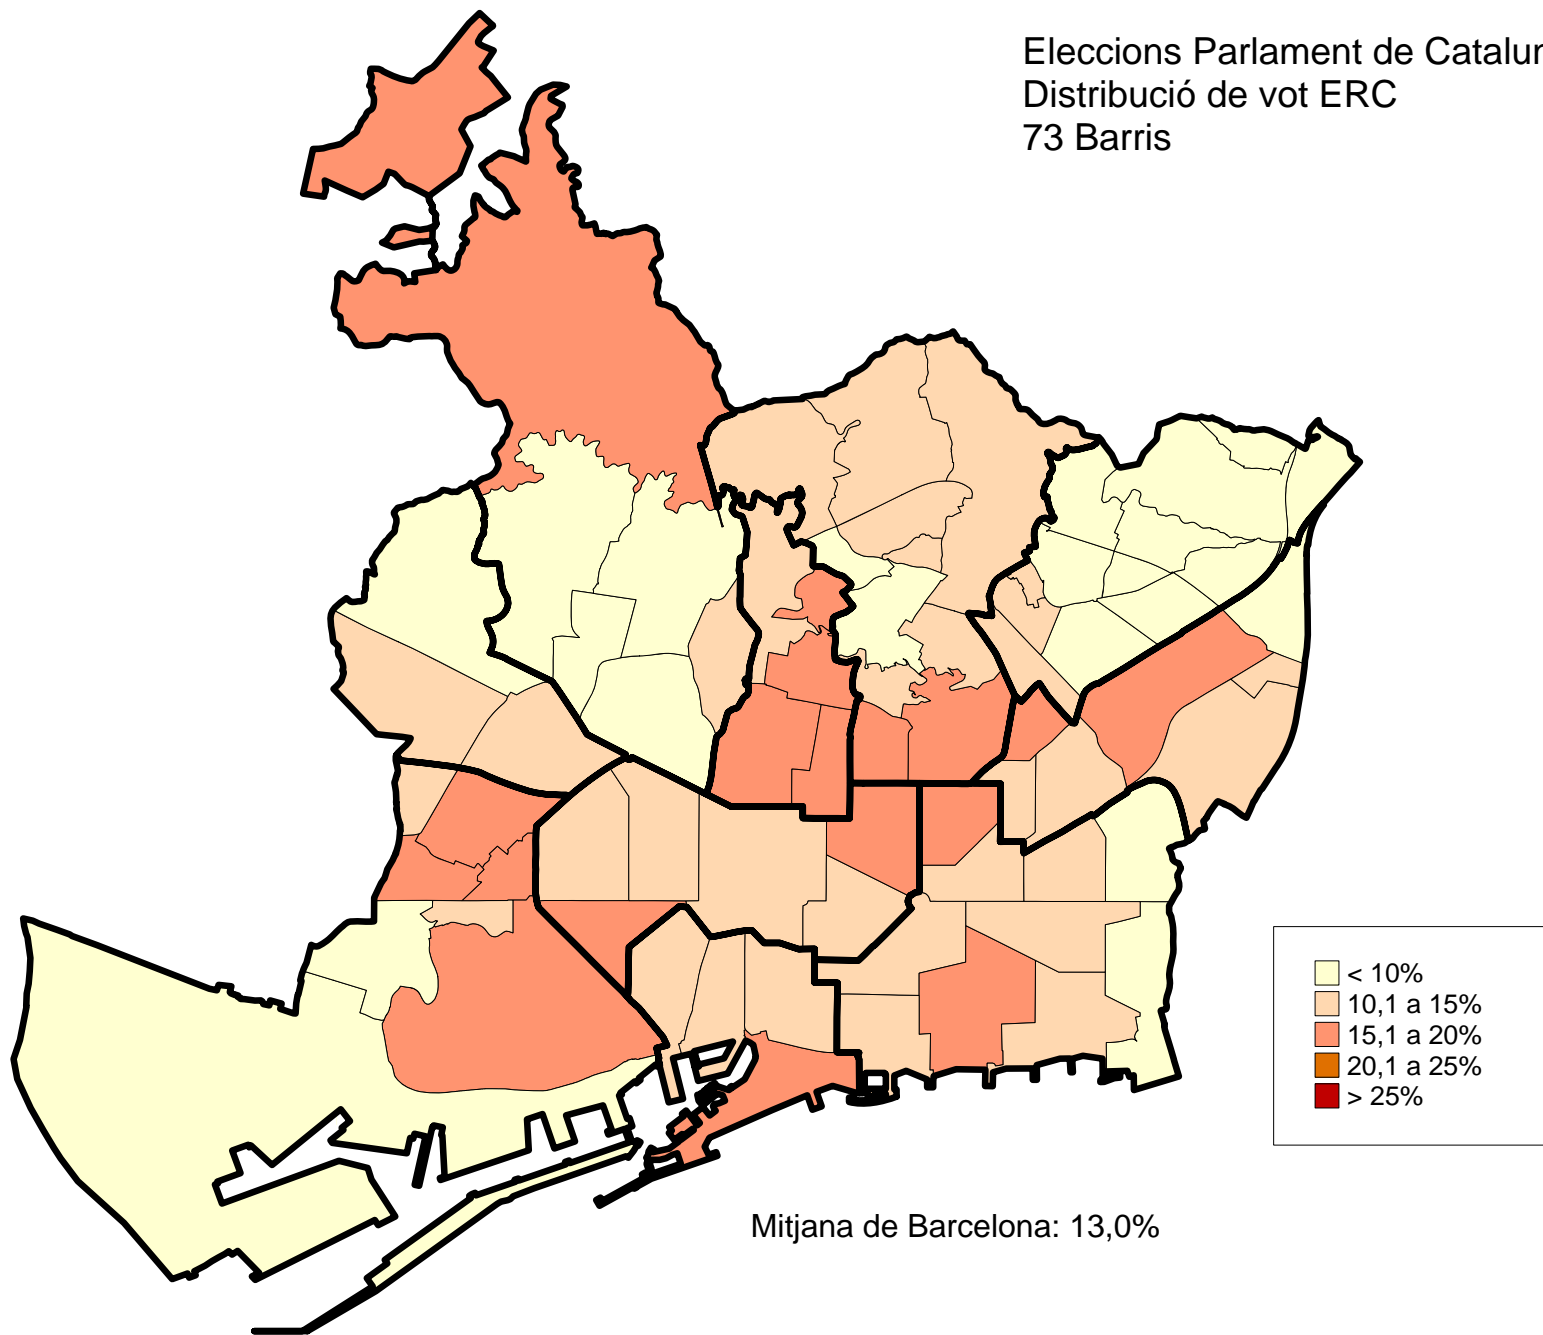 Eleccions Parlament de Catalun
Distribució de vot ERC
73 Barris
< 10%
10,1 a 15%
15,1 a 20%
20,1 a 25%
> 25%
Mitjana de Barcelona: 13,0%